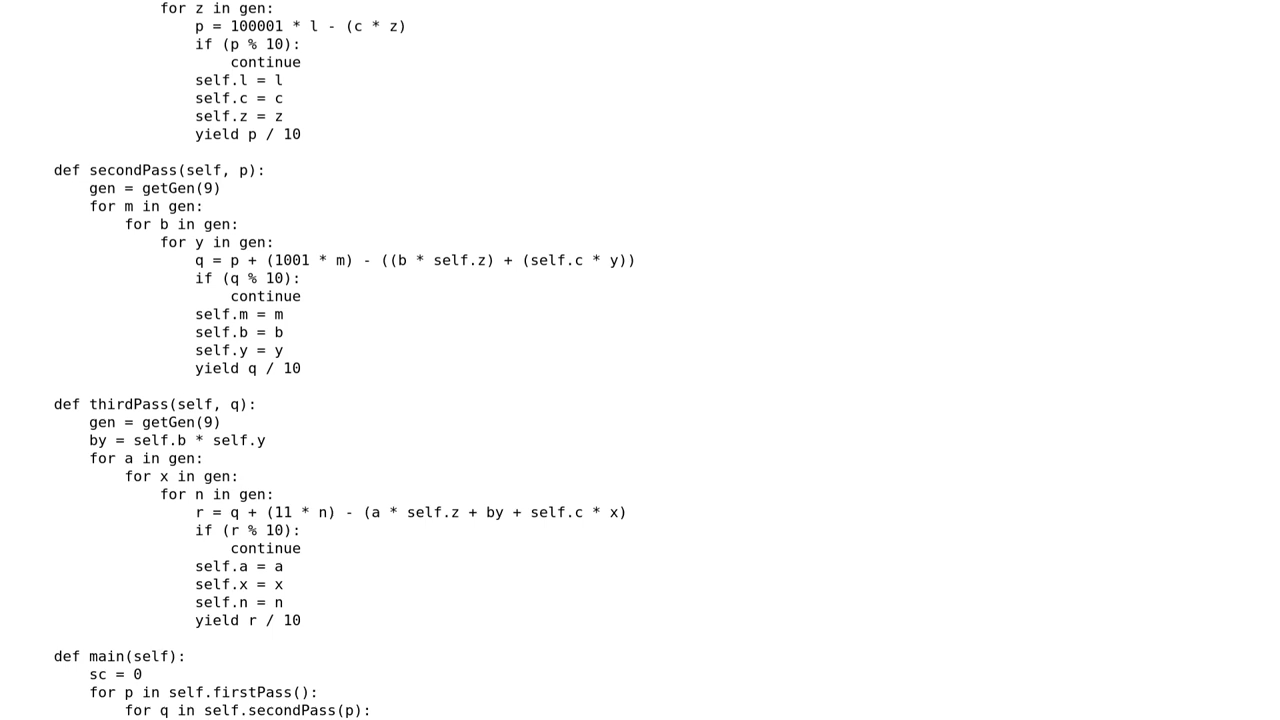 for z in gen:
p = 100001 * l - (c * z)
if (p % 10):
continue
self.l = l
self.c = c
self.z = z
yield p / 10
def secondPass(self, p):
gen = getGen(9)
for m in gen:
for b in gen:
for y in gen:
q = p + (1001 * m) - ((b * self.z) + (self.c * y))
if (q % 10):
continue
self.m = m
self.b = b
self.y = y
yield q / 10
def thirdPass(self, q):
gen = getGen(9)
by = self.b * self.y
for a in gen:
for x in gen:
for n in gen:
r = q + (11 * n) - (a * self.z + by + self.c * x)
if (r % 10):
continue
self.a = a
self.x = x
self.n = n
yield r / 10
def main(self):
sc = 0
for p in self.firstPass():
for q in self.secondPass(p):